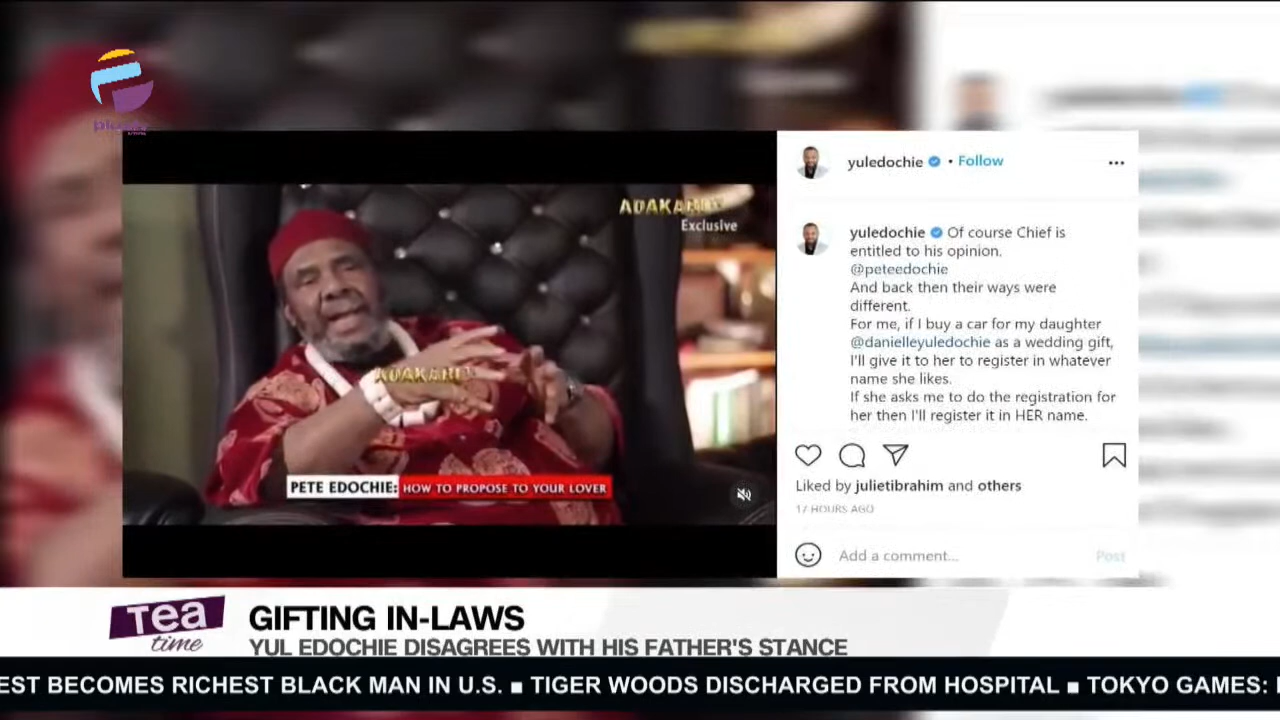 ADAKAH
Exclusive
ADAKAH
PETE EDOCHIE: HOW TO PROPOSE TO YOUR LOVER
yuledochie • Follow
yuledochie Of course Chief is
entitled to his opinion.
@peteedochie
And back then their ways were
different.
For me, if I buy a car for my daughter
@danielleyuledochie as a wedding gift,
I'll give it to her to register in whatever
name she likes.
If she asks me to do the registration for
her then I'll register it in HER name.
Liked by julietibrahim and others
17 HOURS AGO
Add a comment...
Post
Tea
time
GIFTING IN-LAWS
YUL EDOCHIE DISAGREES WITH HIS FATHER'S STANCE
EST BECOMES RICHEST BLACK MAN IN U.S. ■ TIGER WOODS DISCHARGED FROM HOSPITAL ■ TOKYO GAMES: